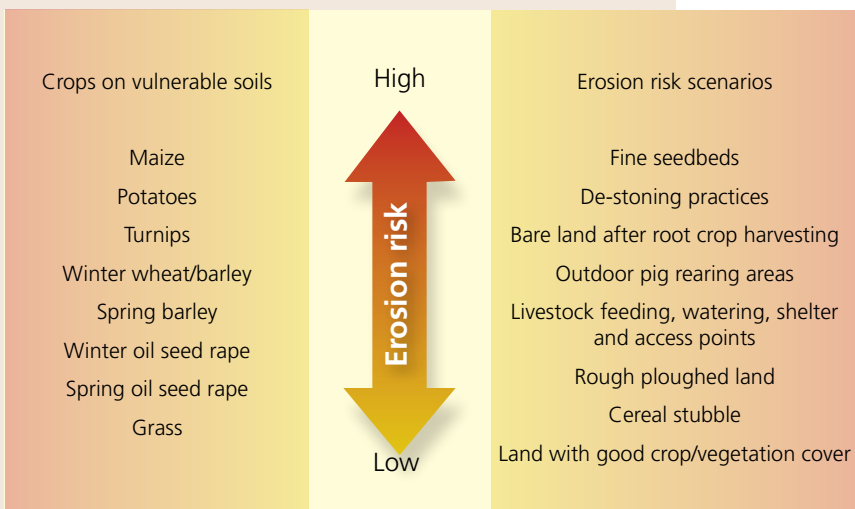 Crops on vulnerable soils
Maize
Potatoes
Turnips
Winter wheat/barley
Spring barley
Winter oil seed rape
Spring oil seed rape
Grass
High
Erosion risk
Low
Erosion risk scenarios
Fine seedbeds
De-stoning practices
Bare land after root crop harvesting
Outdoor pig rearing areas
Livestock feeding, watering, shelter
and access points
Rough ploughed land
Cereal stubble
Land with good crop/vegetation cover